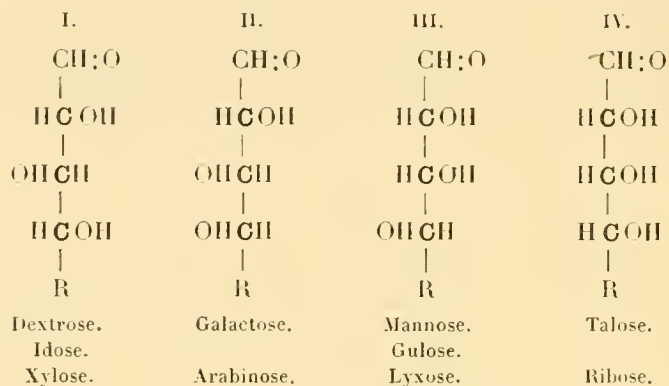 I. II. III. IV.
CH:O CH:O CH:O CH:O
| | | |
HCOH HCOH HCOH HCOH
| | | |
OHCH OHCH HCOH HCOH
| | | |
HCOH OHCH OHCH HCOH
| | | |
R R R R
Dextrose. Galactose. Mannose. Talose.
Idose. Gulose.
Xylose. Arabinose. Lyxose. Ribose.